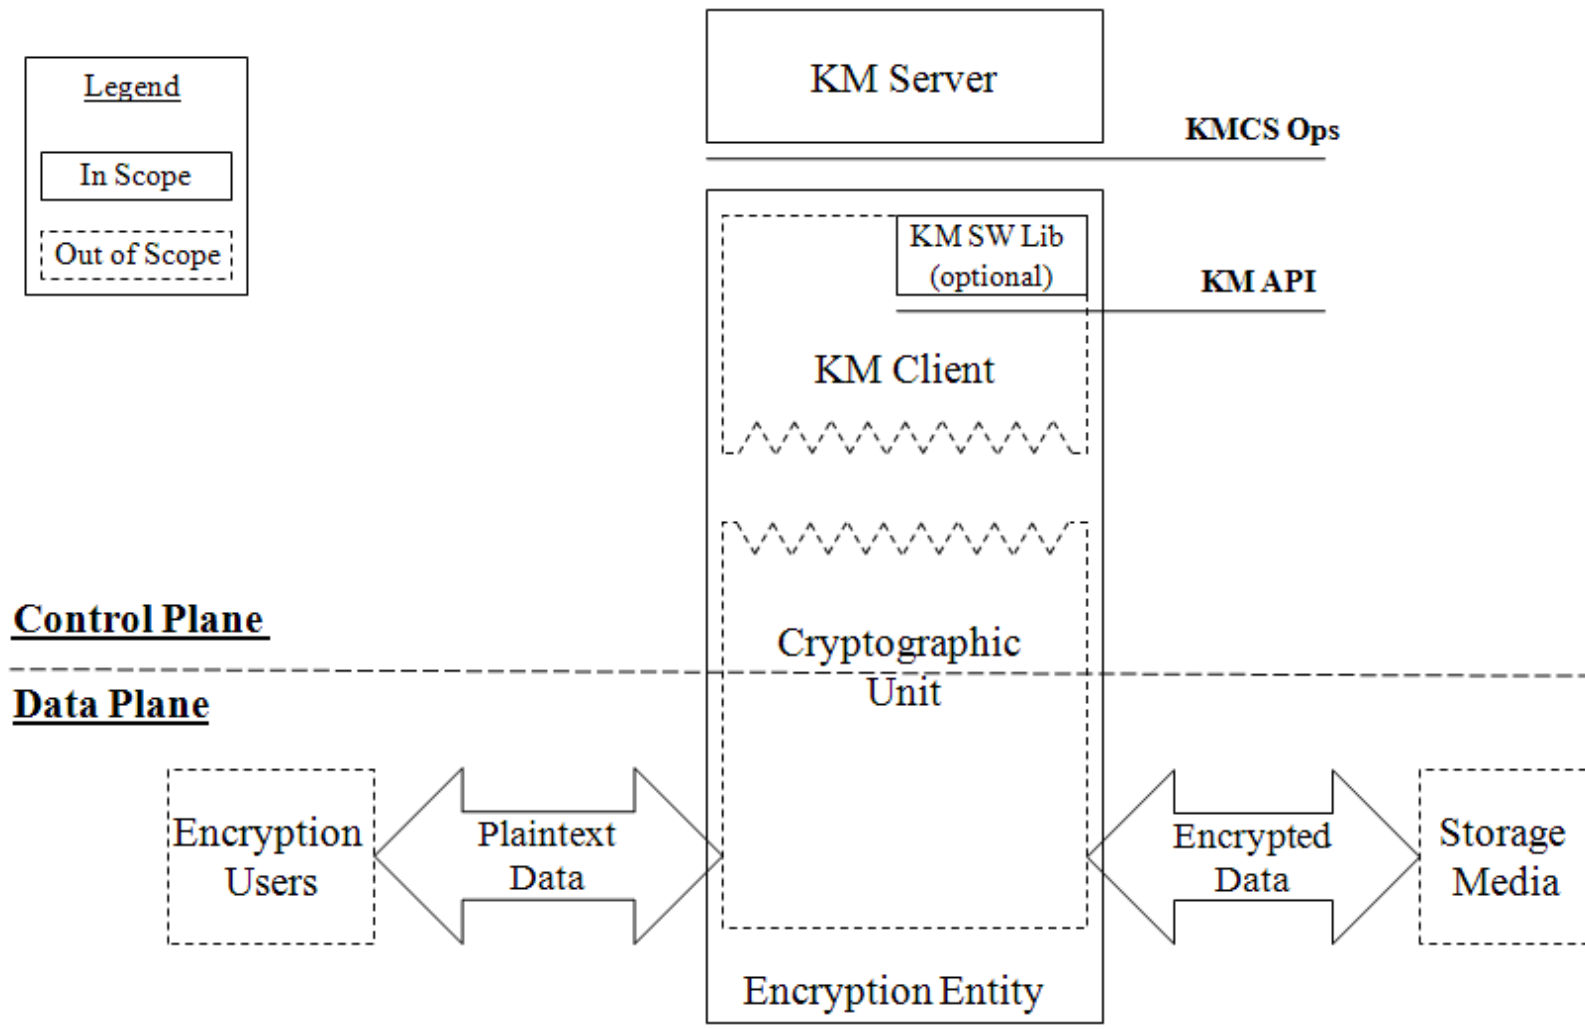 Legend
In Scope
Out of Scope
KM Server
KMCS Ops
KM SW Lib
(optional)
KM API
KM Client
Control Plane
Cryptographic
Unit
Data Plane
Encryption
Users
Plaintext
Data
Encrypted
Data
Storage
Media
Encryption Entity